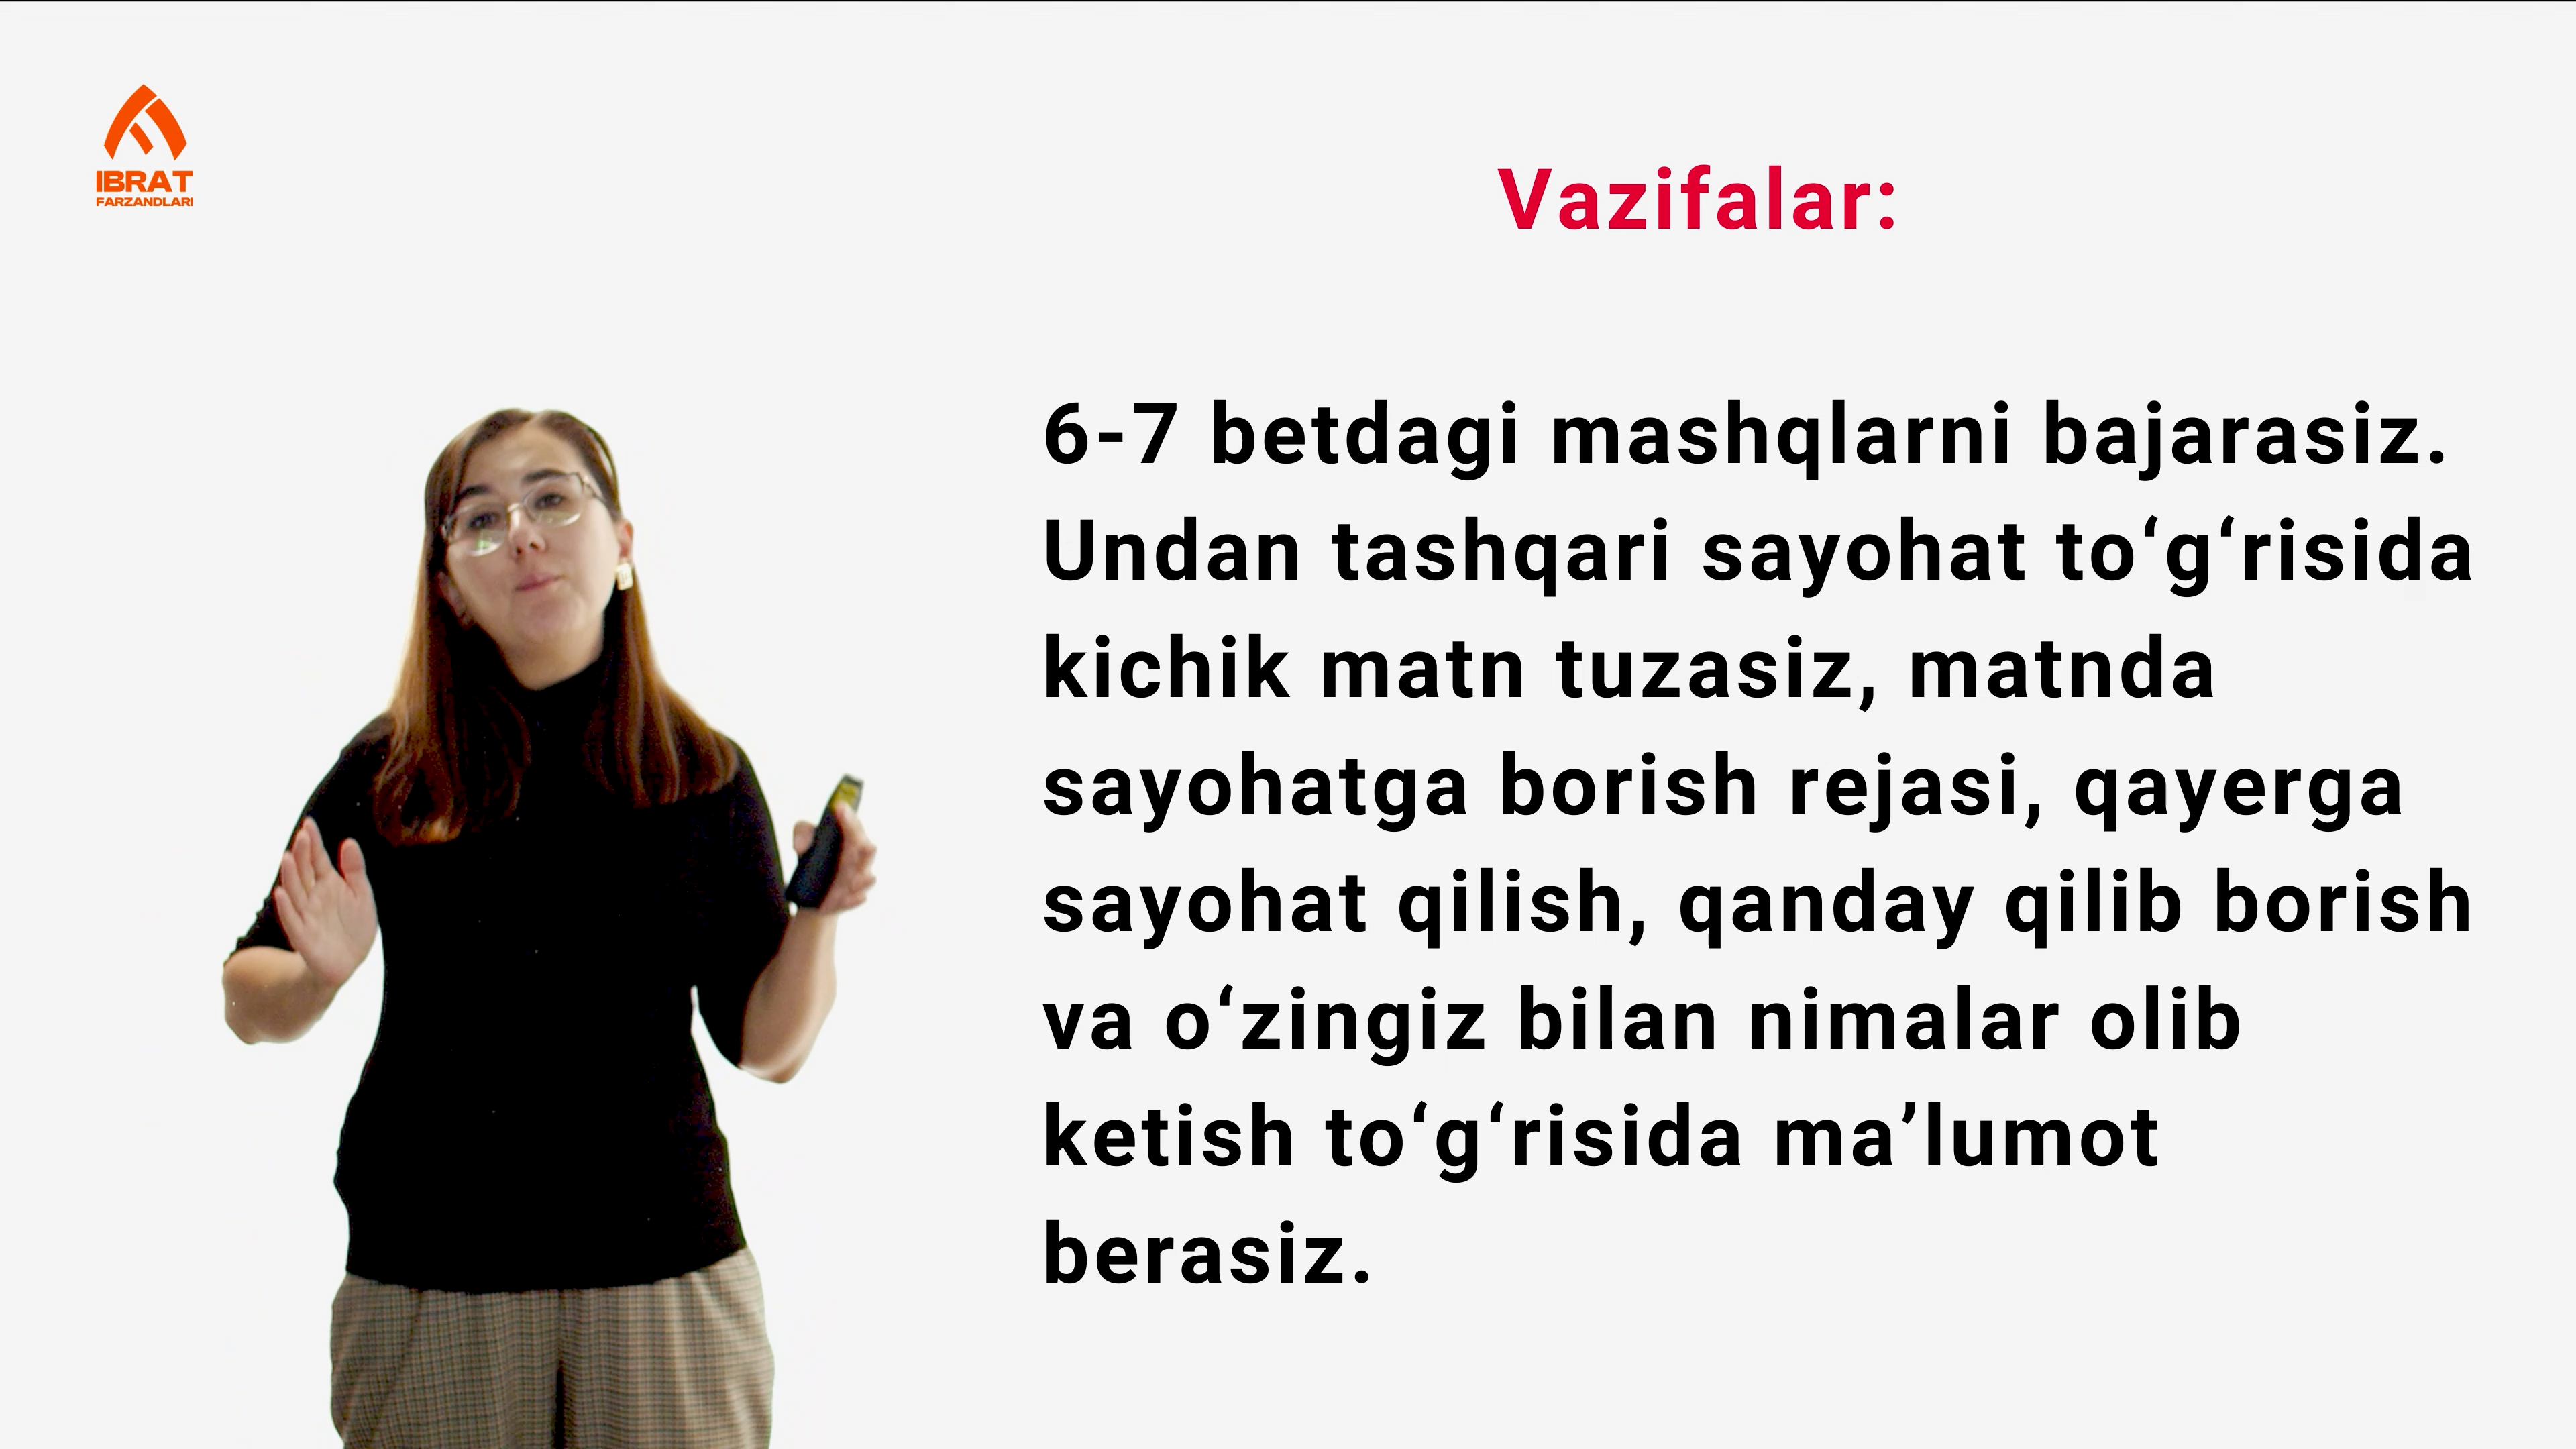 IBRAT
FARZANDLARI
Vazifalar:
6-7 betdagi mashqlarni bajarasiz.
Undan tashqari sayohat to‘g‘risida
kichik matn tuzasiz, matnda
sayohatga borish rejasi, qayerga
sayohat qilish, qanday qilib borish
va o‘zingiz bilan nimalar olib
ketish to‘g‘risida ma’lumot
berasiz.